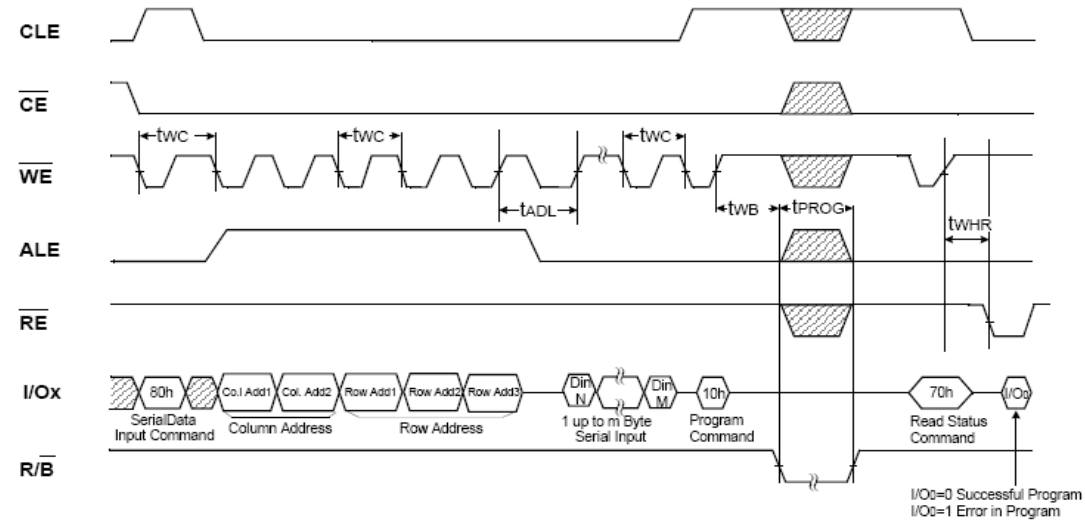 CLE
CE
tWC tWC tWC
WE
tADL tWB tPROG
tWHR
ALE
RE
I/Ox 80h Co.l Add1 Col. Add2 Row Add1 Row Add2 Row Add3 Din N Din M 10h 70h I/O0
SerialData
Input Command
Column Address
Row Address
1 up to m Byte
Serial Input
Program
Command
Read Status
Command
R/B
I/O0=0 Successful Program
I/O0=1 Error in Program